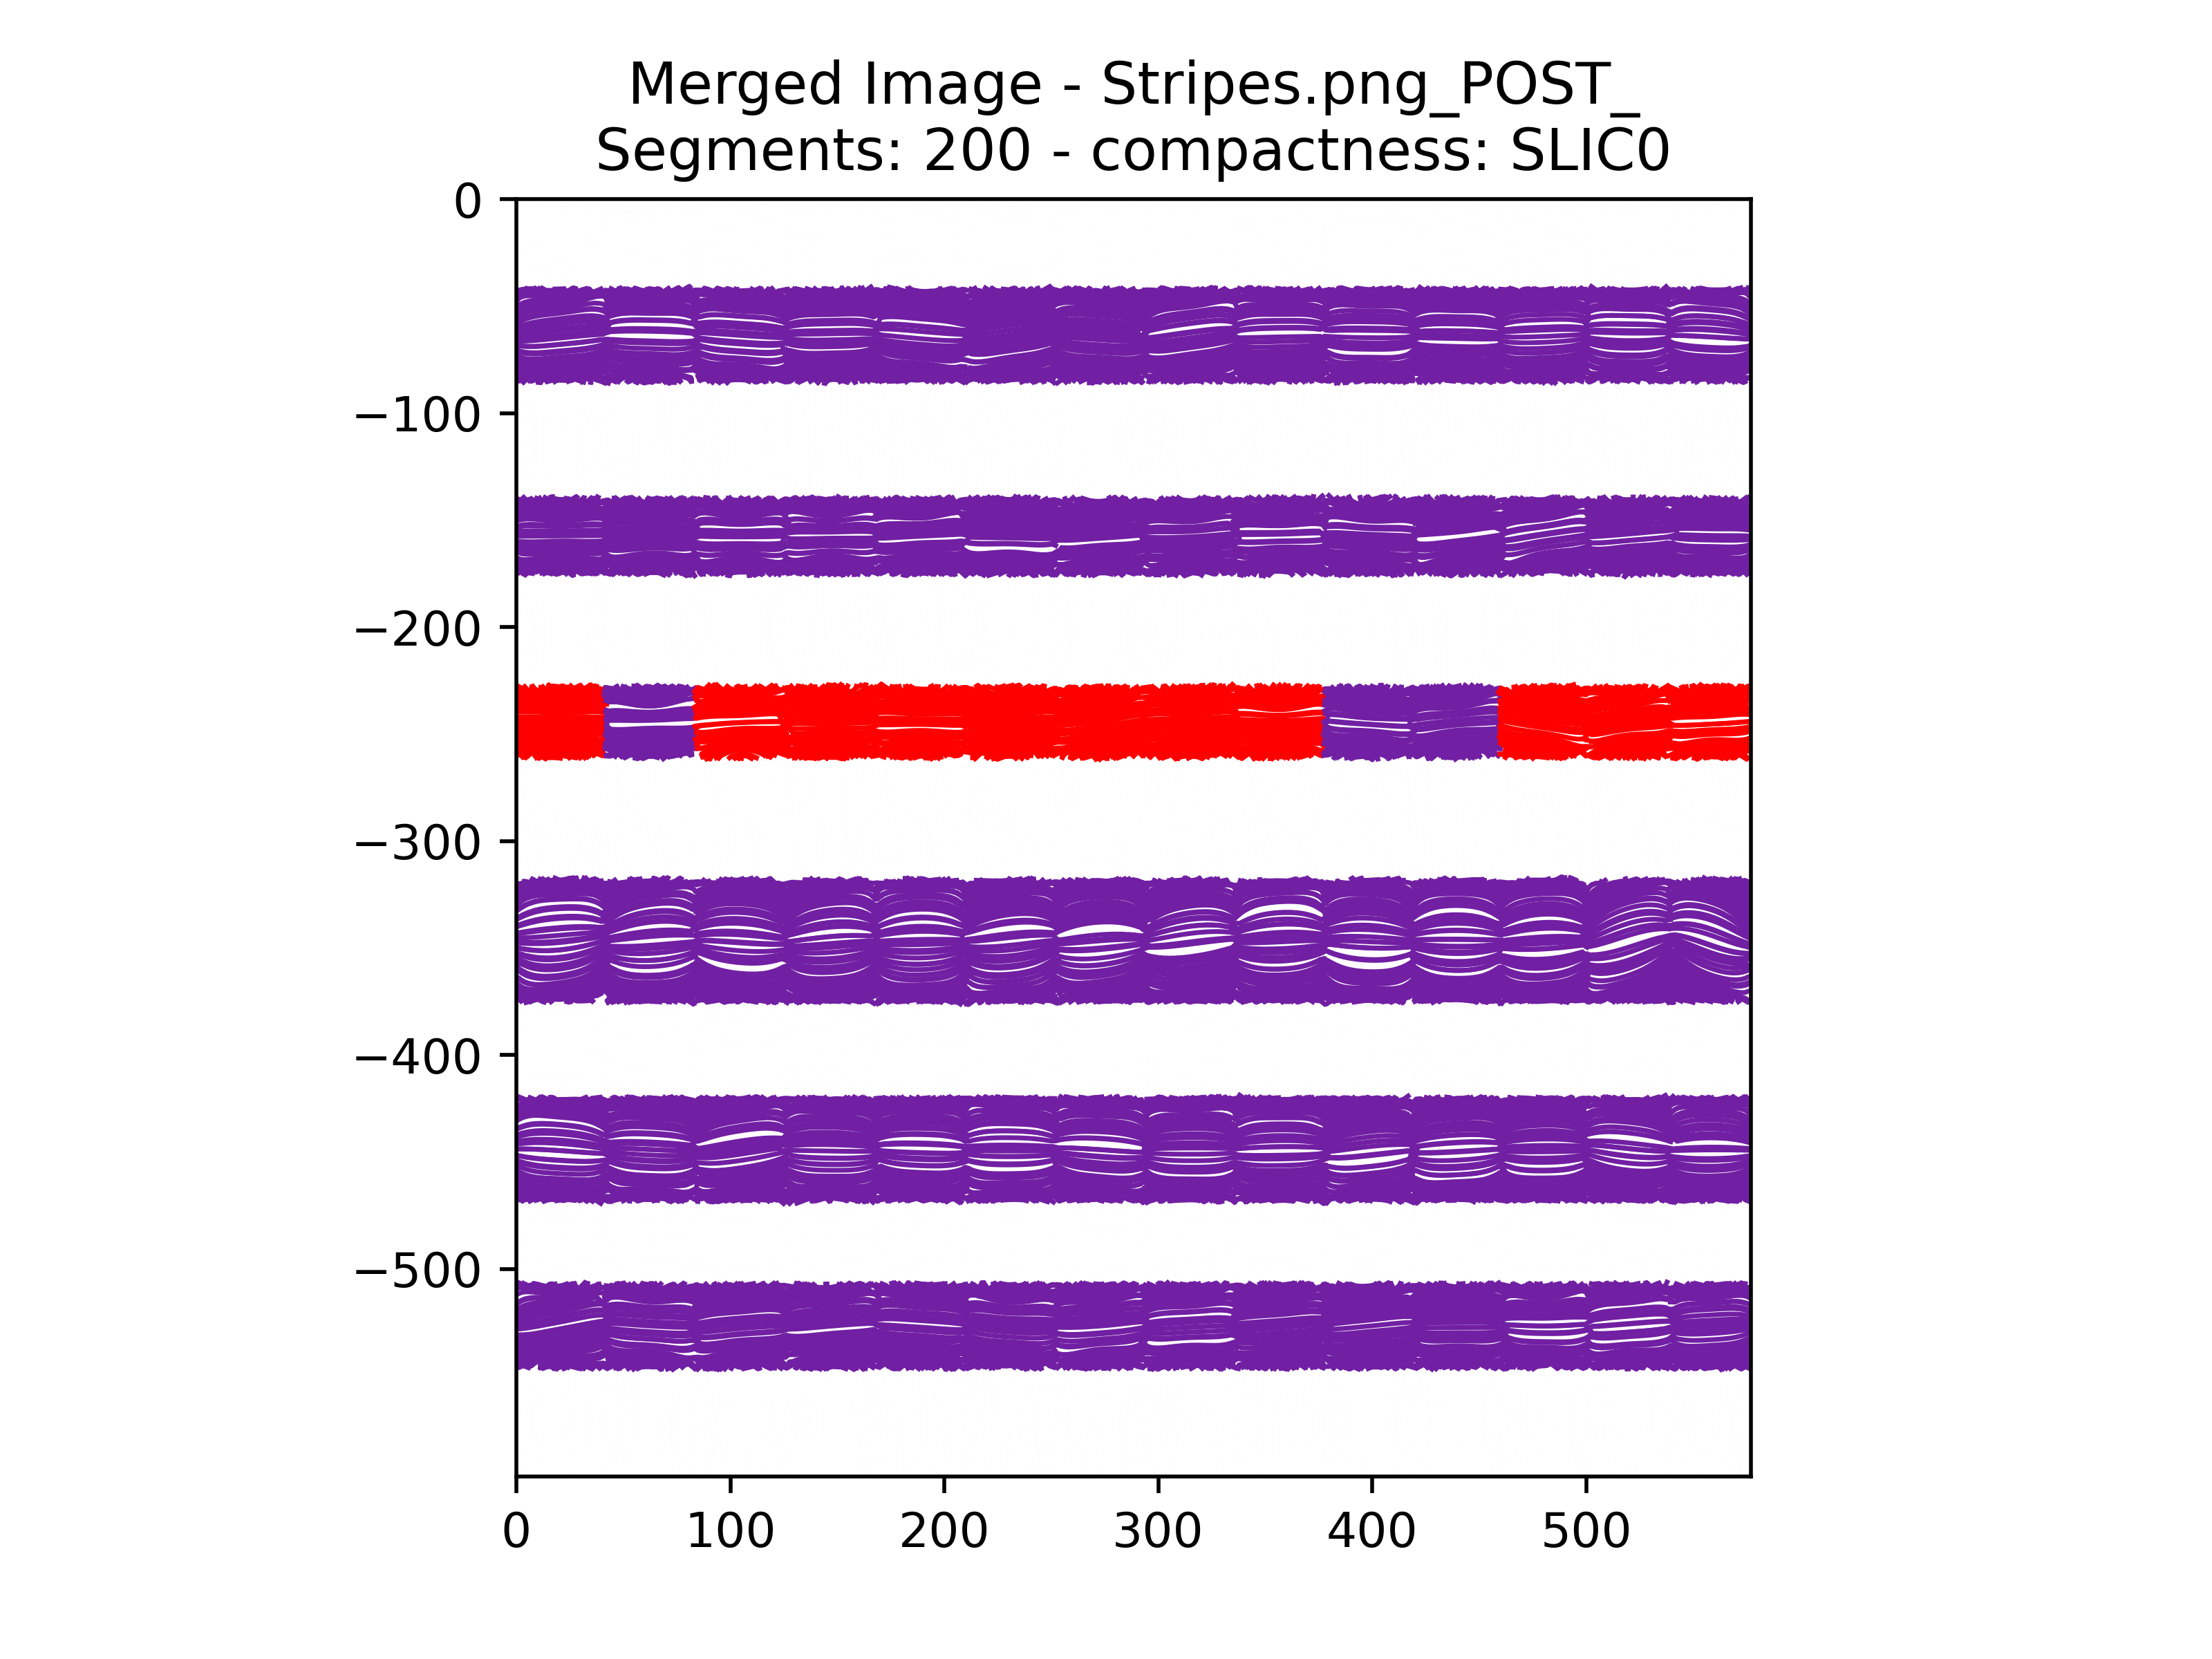 Merged Image - Stripes.png_POST_
Segments: 200 - compactness: SLIC0
0
−100
−200
−300
−400
−500
0 100 200 300 400 500